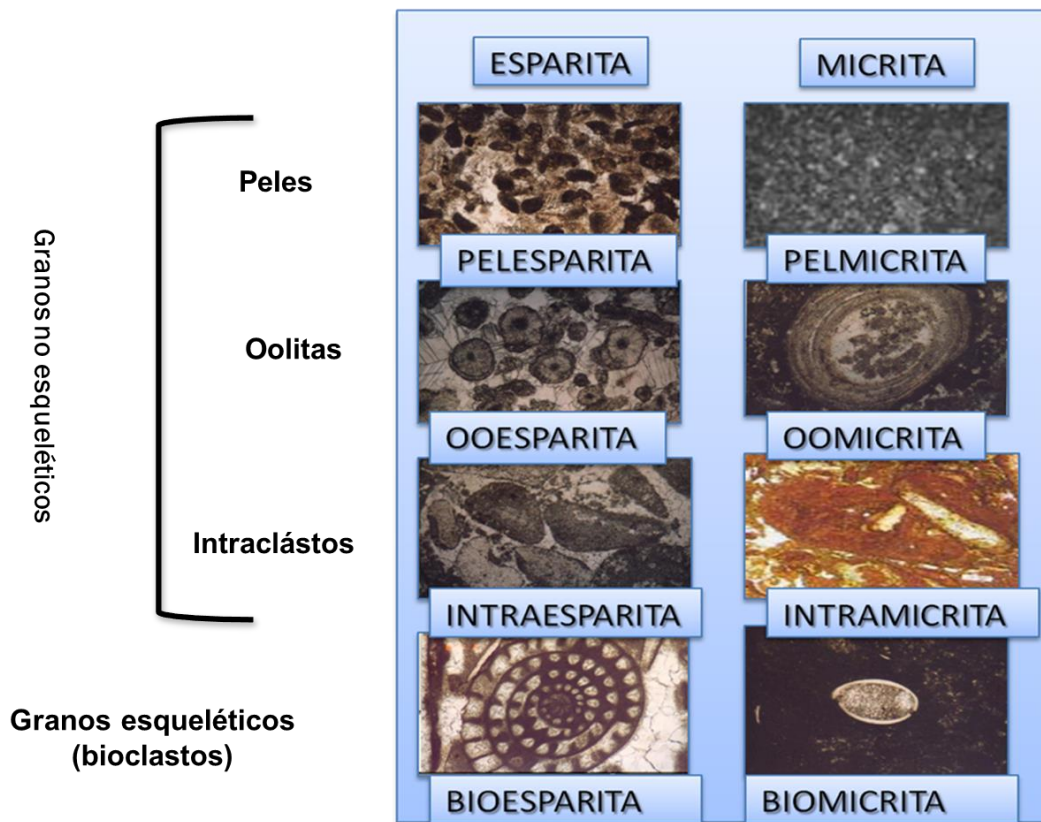 ESPARITA
MICRITA
Peles
PELESPARITA
PELMICRITA
Granos no esqueléticos
Oolitas
OOESPARITA
OOMICRITA
Intraclástos
INTRAESPARITA
INTRAMICRITA
Granos esqueléticos
(bioclastos)
BIOESPARITA
BIOMICRITA